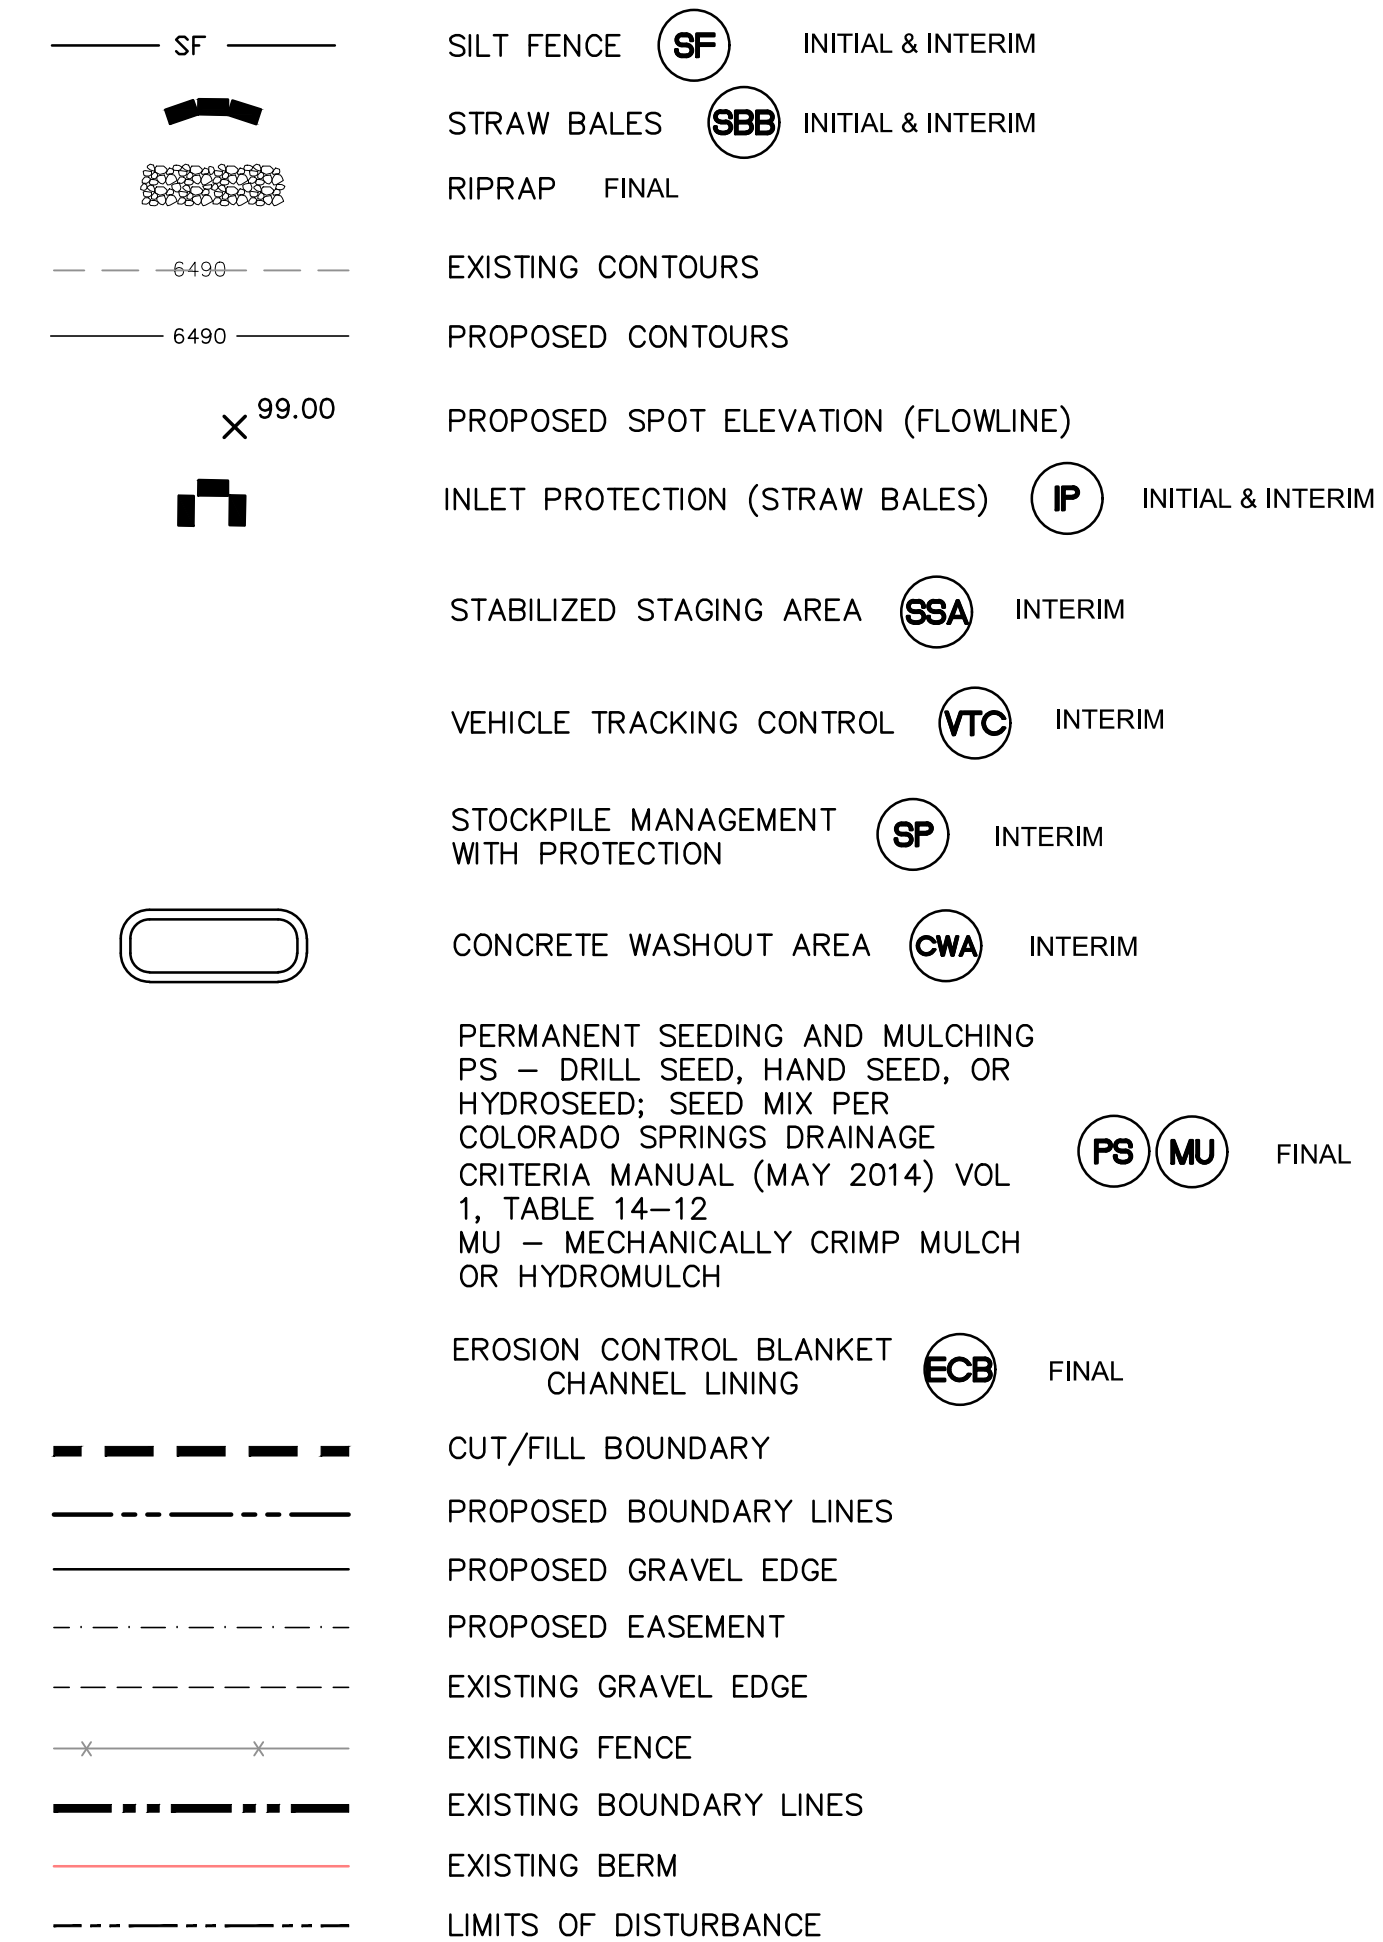 SF SILT FENCE SF INITIAL & INTERIM
STRAW BALES SBB INITIAL & INTERIM
RIPRAP FINAL
6490 EXISTING CONTOURS
6490 PROPOSED CONTOURS
99.00 PROPOSED SPOT ELEVATION (FLOWLINE)
INLET PROTECTION (STRAW BALES) IP INITIAL & INTERIM
STABILIZED STAGING AREA SSA INTERIM
VEHICLE TRACKING CONTROL VTC INTERIM
STOCKPILE MANAGEMENT
WITH PROTECTION SP INTERIM
CONCRETE WASHOUT AREA CWA INTERIM
PERMANENT SEEDING AND MULCHING
PS – DRILL SEED, HAND SEED, OR
HYDROSEED; SEED MIX PER
COLORADO SPRINGS DRAINAGE
CRITERIA MANUAL (MAY 2014) VOL
1, TABLE 14–12
MU – MECHANICALLY CRIMP MULCH
OR HYDROMULCH
PS MU FINAL
EROSION CONTROL BLANKET
CHANNEL LINING ECB FINAL
CUT/FILL BOUNDARY
PROPOSED BOUNDARY LINES
PROPOSED GRAVEL EDGE
PROPOSED EASEMENT
EXISTING GRAVEL EDGE
EXISTING FENCE
EXISTING BOUNDARY LINES
EXISTING BERM
LIMITS OF DISTURBANCE